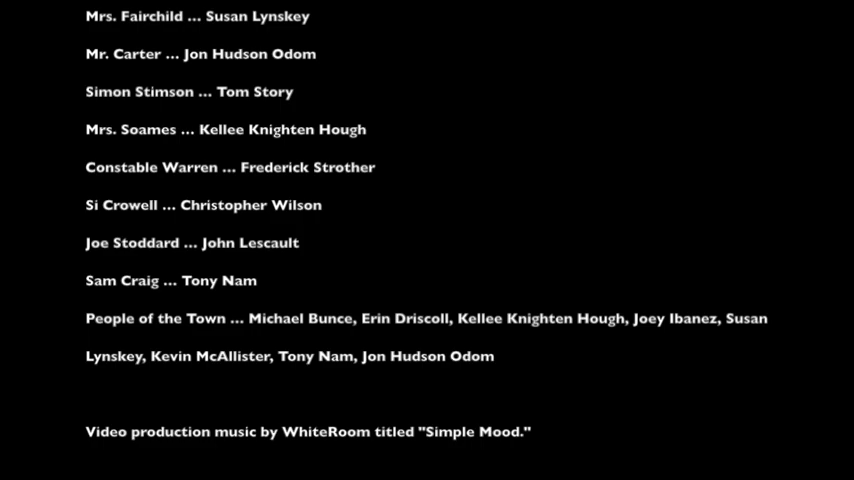 Mrs. Fairchild ... Susan Lynskey
Mr. Carter ... Jon Hudson Odom
Simon Stimson ... Tom Story
Mrs. Soames ... Kellee Knighten Hough
Constable Warren ... Frederick Strother
Si Crowell ... Christopher Wilson
Joe Stoddard ... John Lescault
Sam Craig ... Tony Nam
People of the Town ... Michael Bunce, Erin Driscoll, Kellee Knighten Hough, Joey Ibanez, Susan
Lynskey, Kevin McAllister, Tony Nam, Jon Hudson Odom
Video production music by WhiteRoom titled "Simple Mood."